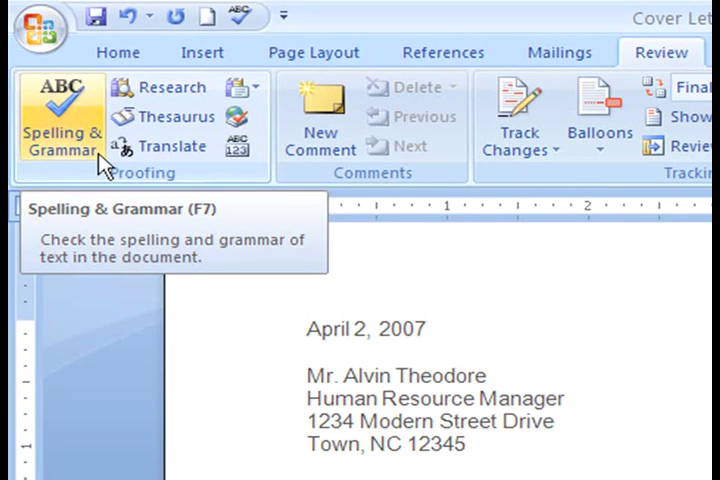 Cover Let
Home Insert Page Layout References Mailings Review
ABC
Spelling &
Grammar
Research
Thesaurus
Translate
ABC
123
Proofing
New
Comment
Delete
Previous
Next
Comments
Track
Changes
Balloons
Final
Show
Review
Trackin
Spelling & Grammar (F7)
Check the spelling and grammar of
text in the document.
1 2
1
April 2, 2007
Mr. Alvin Theodore
Human Resource Manager
1234 Modern Street Drive
Town, NC 12345